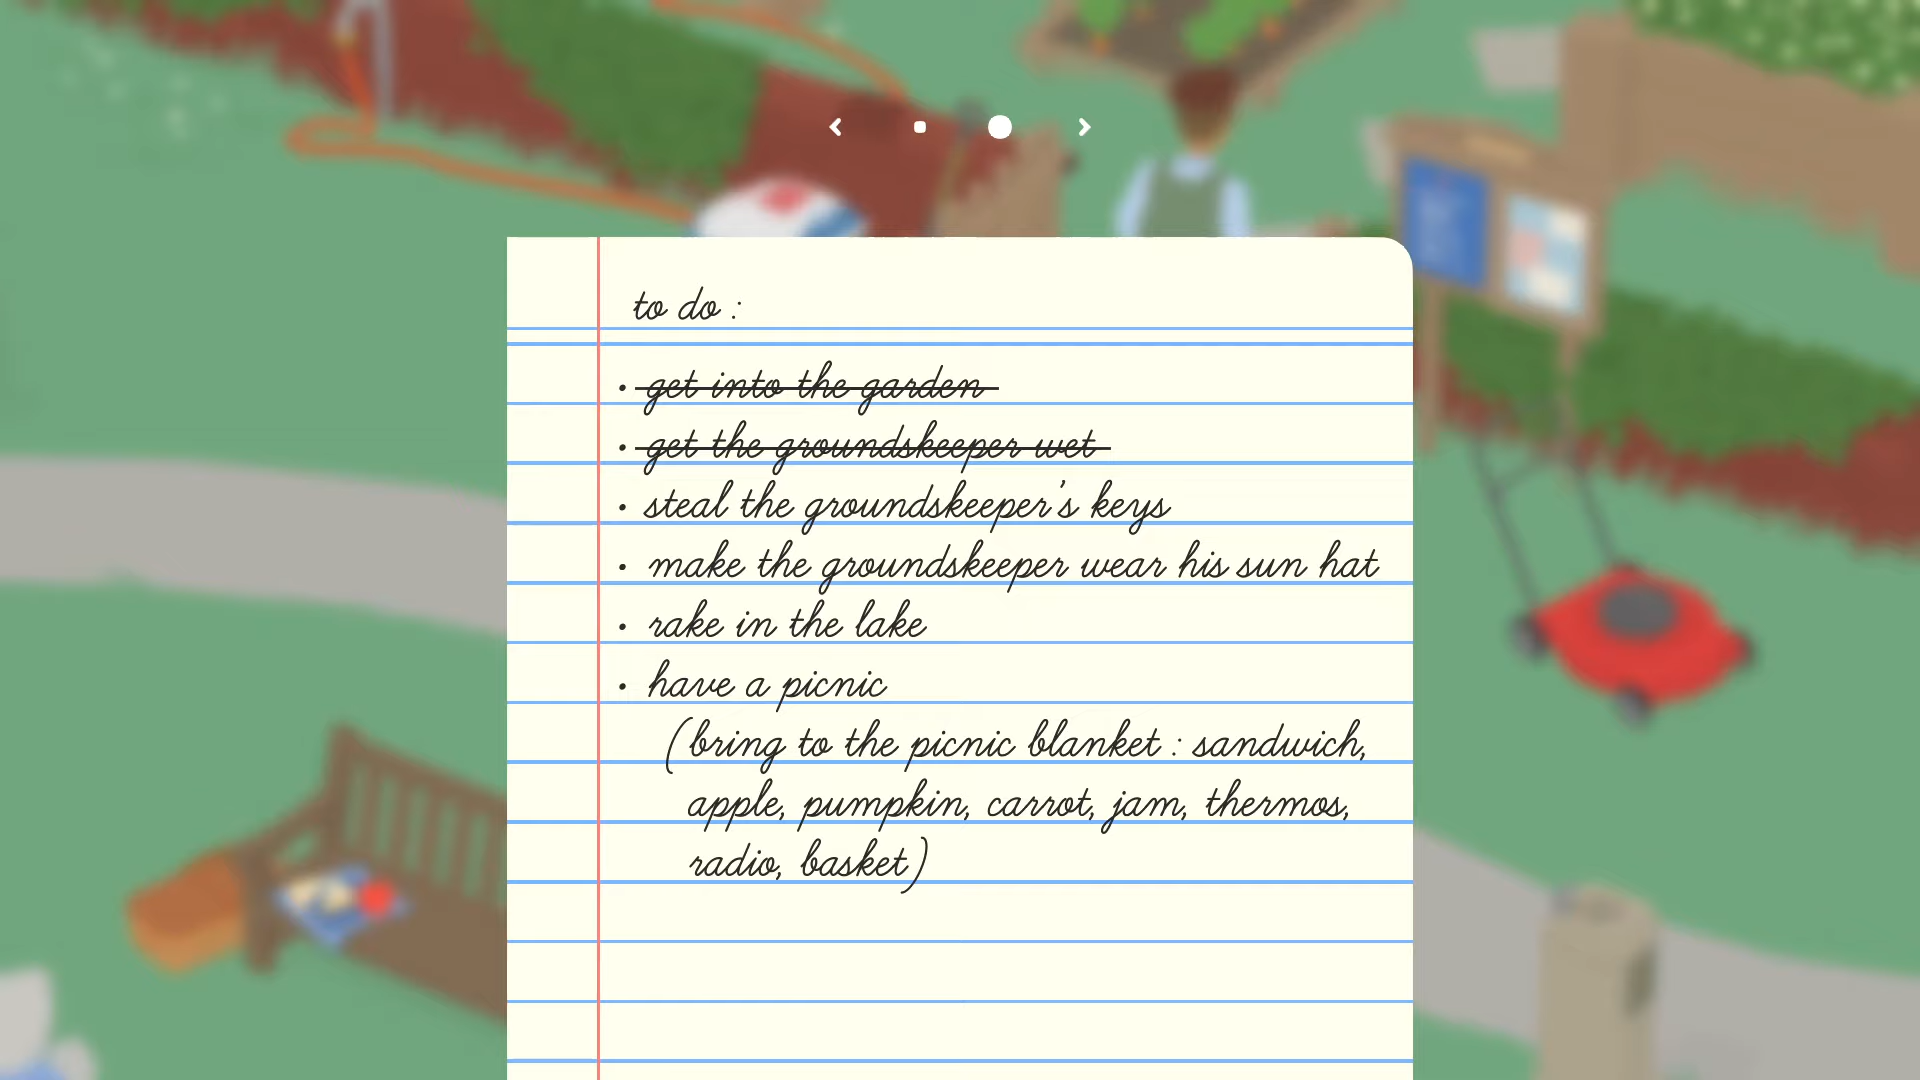 to do :
• get into the garden
• get the groundskeeper wet
• steal the groundskeeper's keys
• make the groundskeeper wear his sun hat
• rake in the lake
• have a picnic
(bring to the picnic blanket : sandwich,
apple, pumpkin, carrot, jam, thermos,
radio, basket)